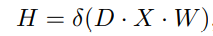 H = δ(D · X · W).